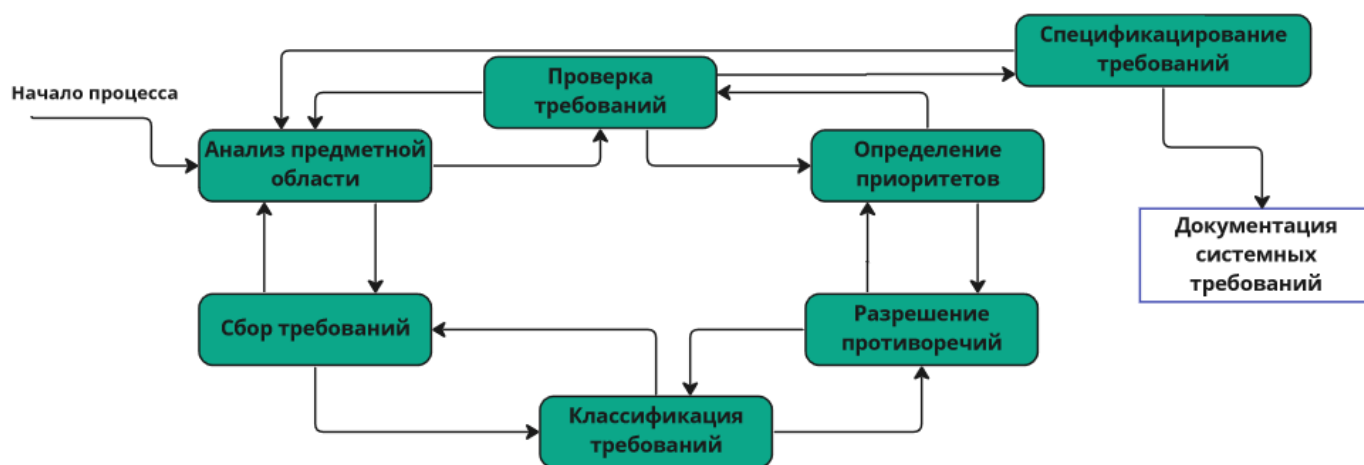 Спецификацирование
требований
Проверка
требований
Начало процесса
Анализ предметной
области
Определение
приоритетов
Документация
системных
требований
Сбор требований
Разрешение
противоречий
Классификация
требований